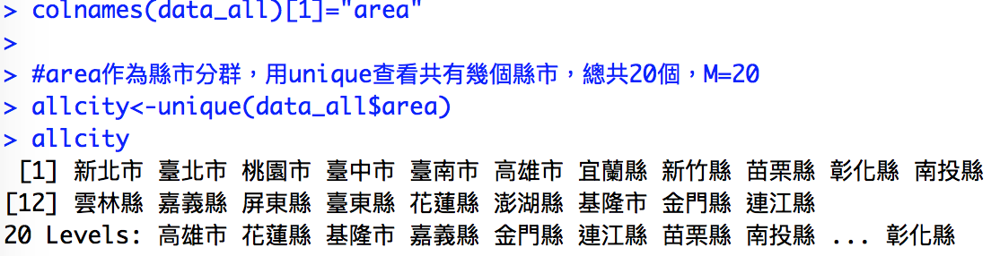 > colnames(data_all)[1]="area"
>
> #area作為縣市分群，用unique查看共有幾個縣市，總共20個，M=20
> allcity<-unique(data_all$area)
> allcity
[1] 新北市 臺北市 桃園市 臺中市 臺南市 高雄市 宜蘭縣 新竹縣 苗栗縣 彰化縣 南投縣
[12] 雲林縣 嘉義縣 屏東縣 臺東縣 花蓮縣 澎湖縣 基隆市 金門縣 連江縣
20 Levels: 高雄市 花蓮縣 基隆市 嘉義縣 金門縣 連江縣 苗栗縣 南投縣 ... 彰化縣